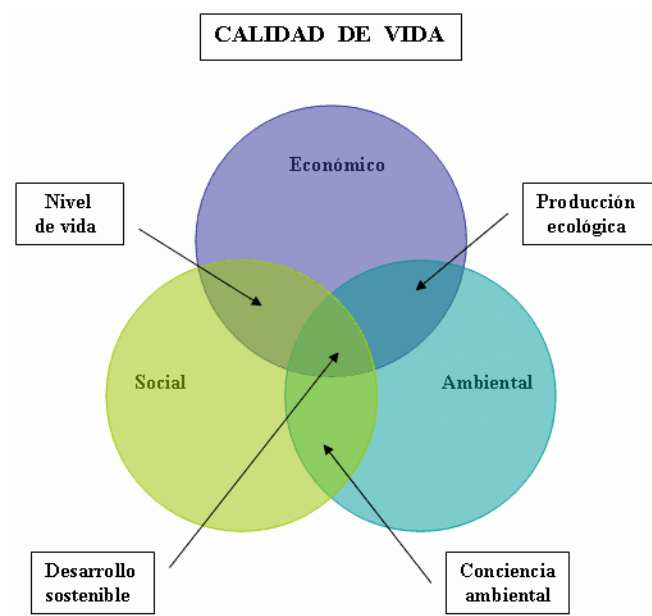 CALIDAD DE VIDA
Económico
Nivel
de vida
Producción
ecológica
Social
Ambiental
Desarrollo
sostenible
Conciencia
ambiental